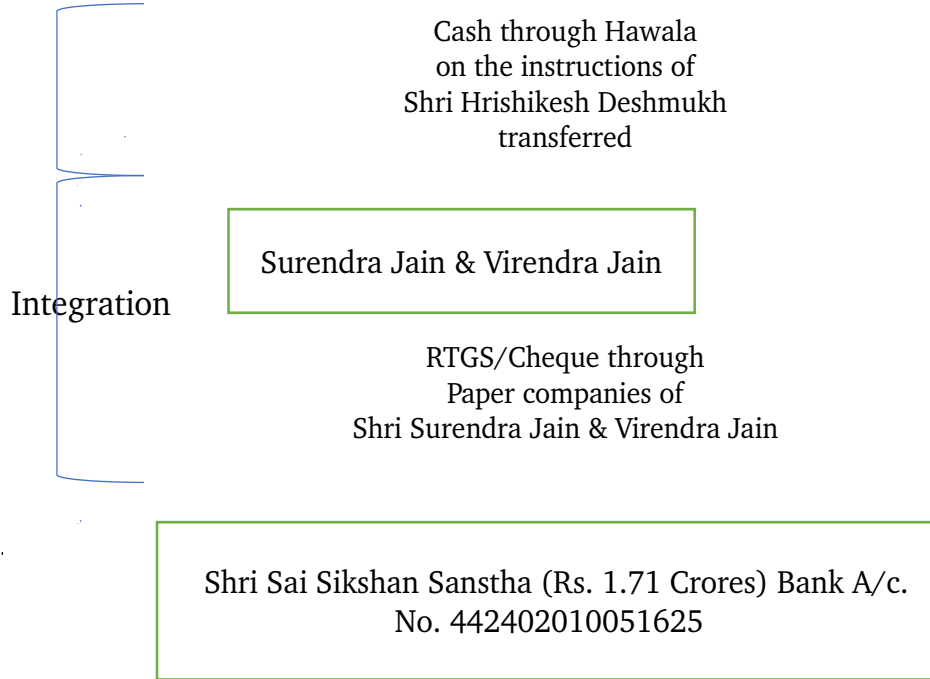 Cash through Hawala
on the instructions of
Shri Hrishikesh Deshmukh
transferred
Surendra Jain & Virendra Jain
Integration
RTGS/Cheque through
Paper companies of
Shri Surendra Jain & Virendra Jain
Shri Sai Sikshan Sanstha (Rs. 1.71 Crores) Bank A/c.
No. 442402010051625